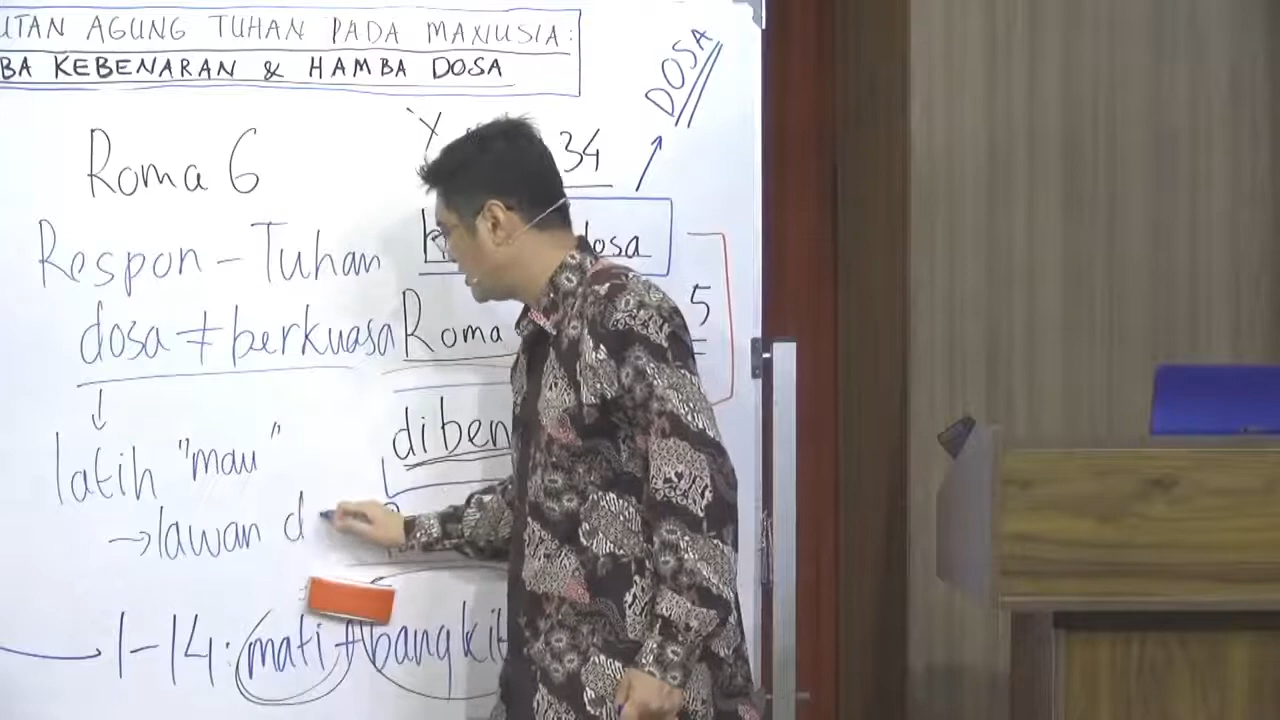 UTAN AGUNG TUHAN PADA MANUSIA:
BA KEBENARAN & HAMBA DOSA
DOSA
Roma 6
34
Respon - Tuhan
dosa
dosa ≠ berkuasa
Roma
5
latih "mau"
diben
→ lawan d
1-14: mati + bangkit